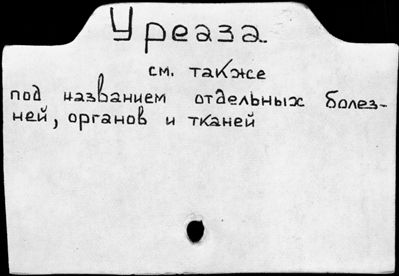 Уреаза
см. также
под названием отдельных болез-
ней, органов и тканей